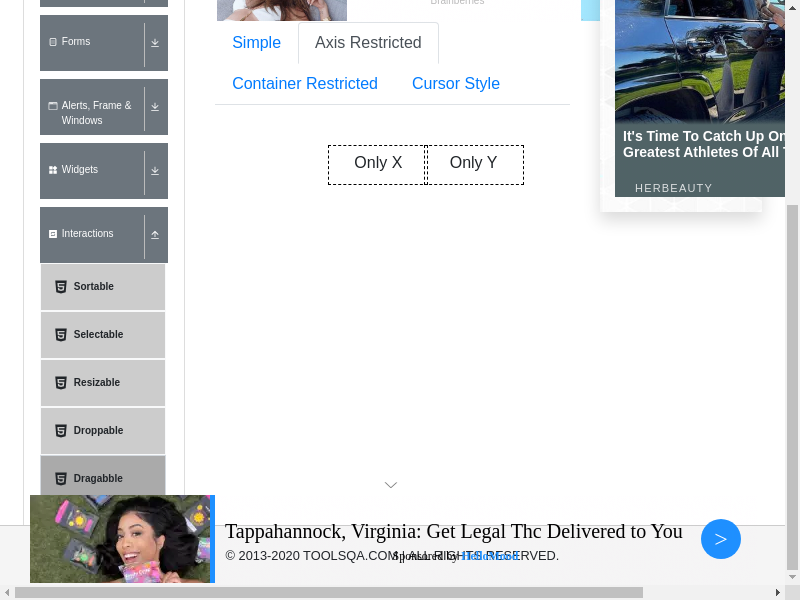 Brainberries
Forms
Alerts, Frame &
Windows
Widgets
Interactions
Sortable
Selectable
Resizable
Droppable
Dragabble
Simple
Axis Restricted
Container Restricted
Cursor Style
Only X
Only Y
It's Time To Catch Up On
Greatest Athletes Of All
HERBEAUTY
Tappahannock, Virginia: Get Legal Thc Delivered to You
>
© 2013-2020 TOOLSQA.COM | ALL RIGHTS RESERVED.
Sponsored by